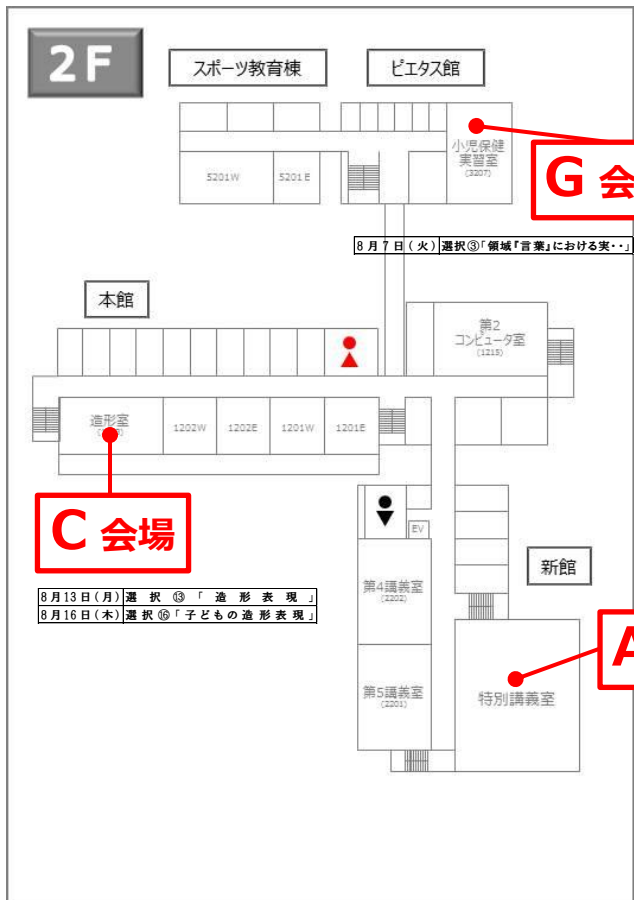 2F
スポーツ教育棟
ピエタス館
小児保健
実習室
(3207)
5201W
5201E
G 会
8月7日(火) 選択③「領域『言葉』における実・・」
本館
第2
コンピュータ室
(1215)
造形室
1202W
1202E
1201W
1201E
C 会場
EV
新館
8月13日(月) 選択⑬「造形表現」
8月16日(木) 選択⑯「子どもの造形表現」
第4講義室
(2202)
A
第5講義室
(2201)
特別講義室